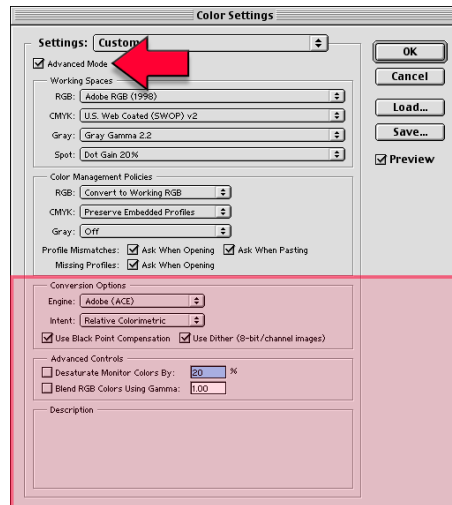 Color Settings
Settings: Custom
OK
Advanced Mode
Cancel
Working Spaces
RGB: Adobe RGB (1998)
Load...
CMYK: U.S. Web Coated (SWOP) v2
Gray: Gray Gamma 2.2
Save...
Spot: Dot Gain 20%
Preview
Color Management Policies
RGB: Convert to Working RGB
CMYK: Preserve Embedded Profiles
Gray: Off
Profile Mismatches: Ask When Opening Ask When Pasting
Missing Profiles: Ask When Opening
Conversion Options
Engine: Adobe (ACE)
Intent: Relative Colorimetric
Use Black Point Compensation Use Dither (8-bit/channel images)
Advanced Controls
Desaturate Monitor Colors By: 20 %
Blend RGB Colors Using Gamma: 1.00
Description